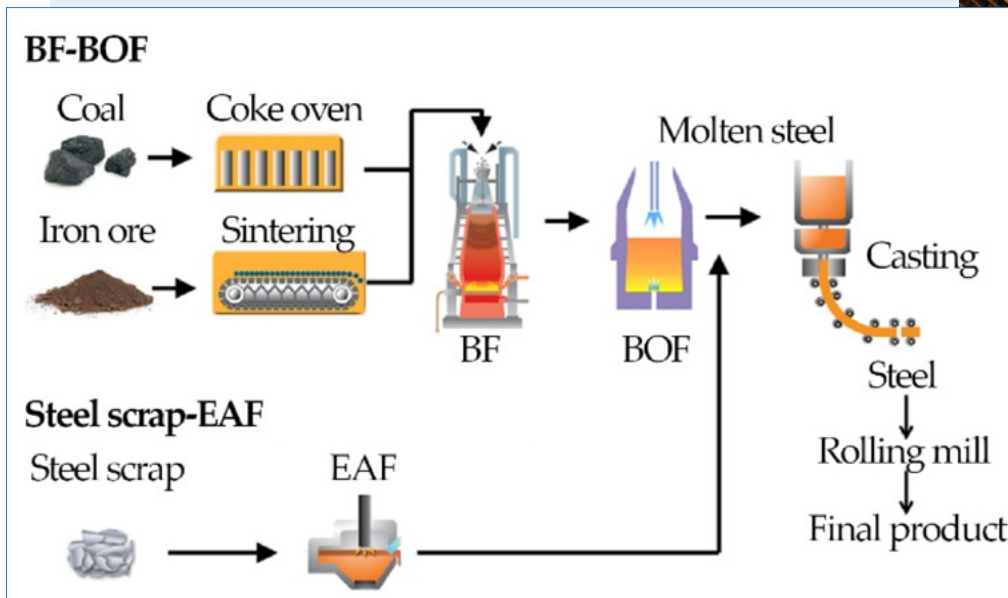 BF-BOF
Coal
Coke oven
Molten steel
Iron ore
Sintering
Casting
BF
BOF
Steel
Steel scrap-EAF
Steel scrap
EAF
Rolling mill
Final product